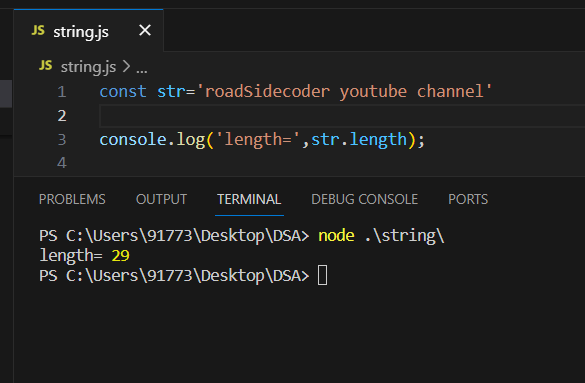 JS string.js ×
JS string.js > ...
1 const str='roadSidecoder youtube channel'
2
3 console.log('length=',str.length);
4
PROBLEMS OUTPUT TERMINAL DEBUG CONSOLE PORTS
PS C:\Users\91773\Desktop\DSA> node .\string\
length= 29
PS C:\Users\91773\Desktop\DSA>